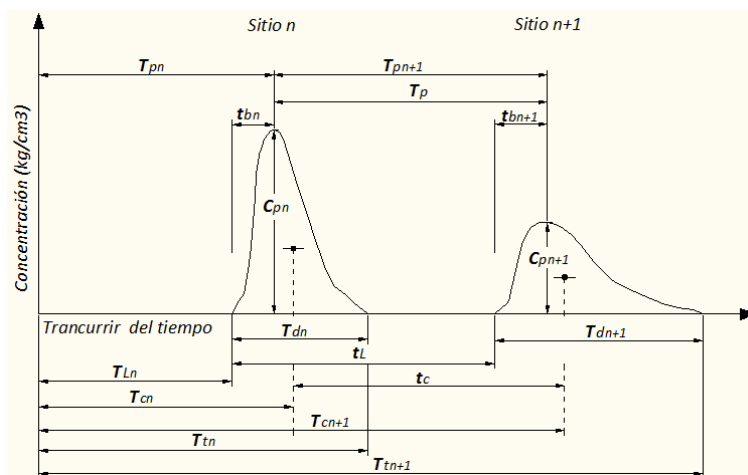 Sitio n
Sitio n+1
Tpn
Tpn+1
Tp
tbn
tbn+1
Concentración (kg/cm3)
Cpn
Cpn+1
Trancurrir del tiempo
Tdn
Tdn+1
tL
TLn
tc
Tcn
Tcn+1
Ttn
Ttn+1